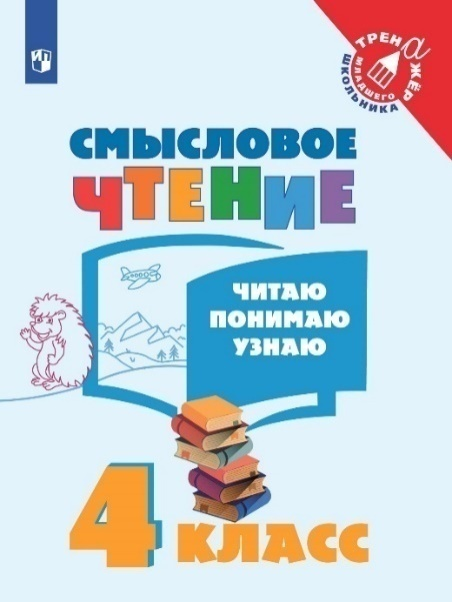 ТРЕНАЖЁР
МЛАДШЕГО
ШКОЛЬНИКА
СМЫСЛОВОЕ
ЧТЕНИЕ
ЧИТАЮ
ПОНИМАЮ
УЗНАЮ
4 КЛАСС